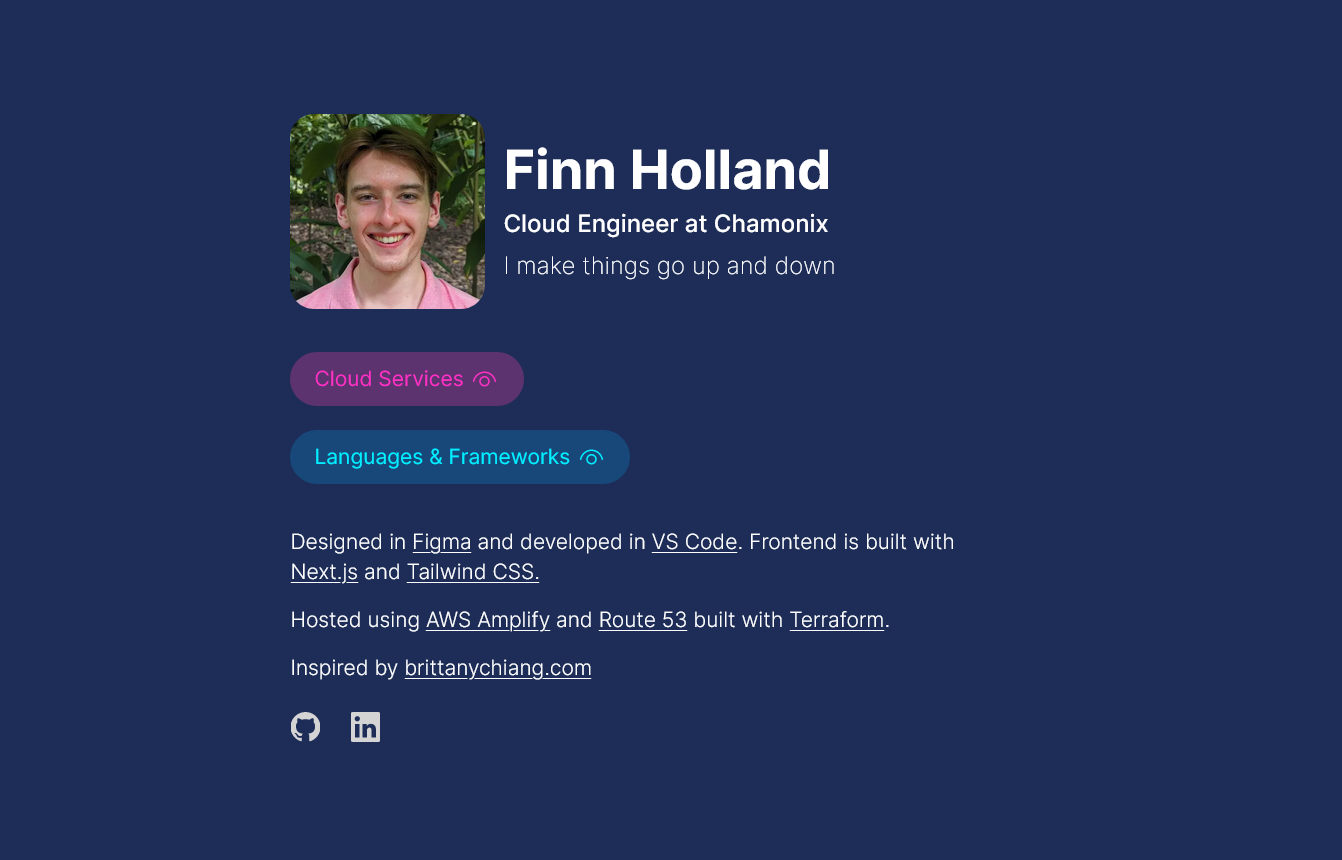 Finn Holland
Cloud Engineer at Chamonix
I make things go up and down
Cloud Services
Languages & Frameworks
Designed in Figma and developed in VS Code. Frontend is built with
Next.js and Tailwind CSS.
Hosted using AWS Amplify and Route 53 built with Terraform.
Inspired by brittanychiang.com
in